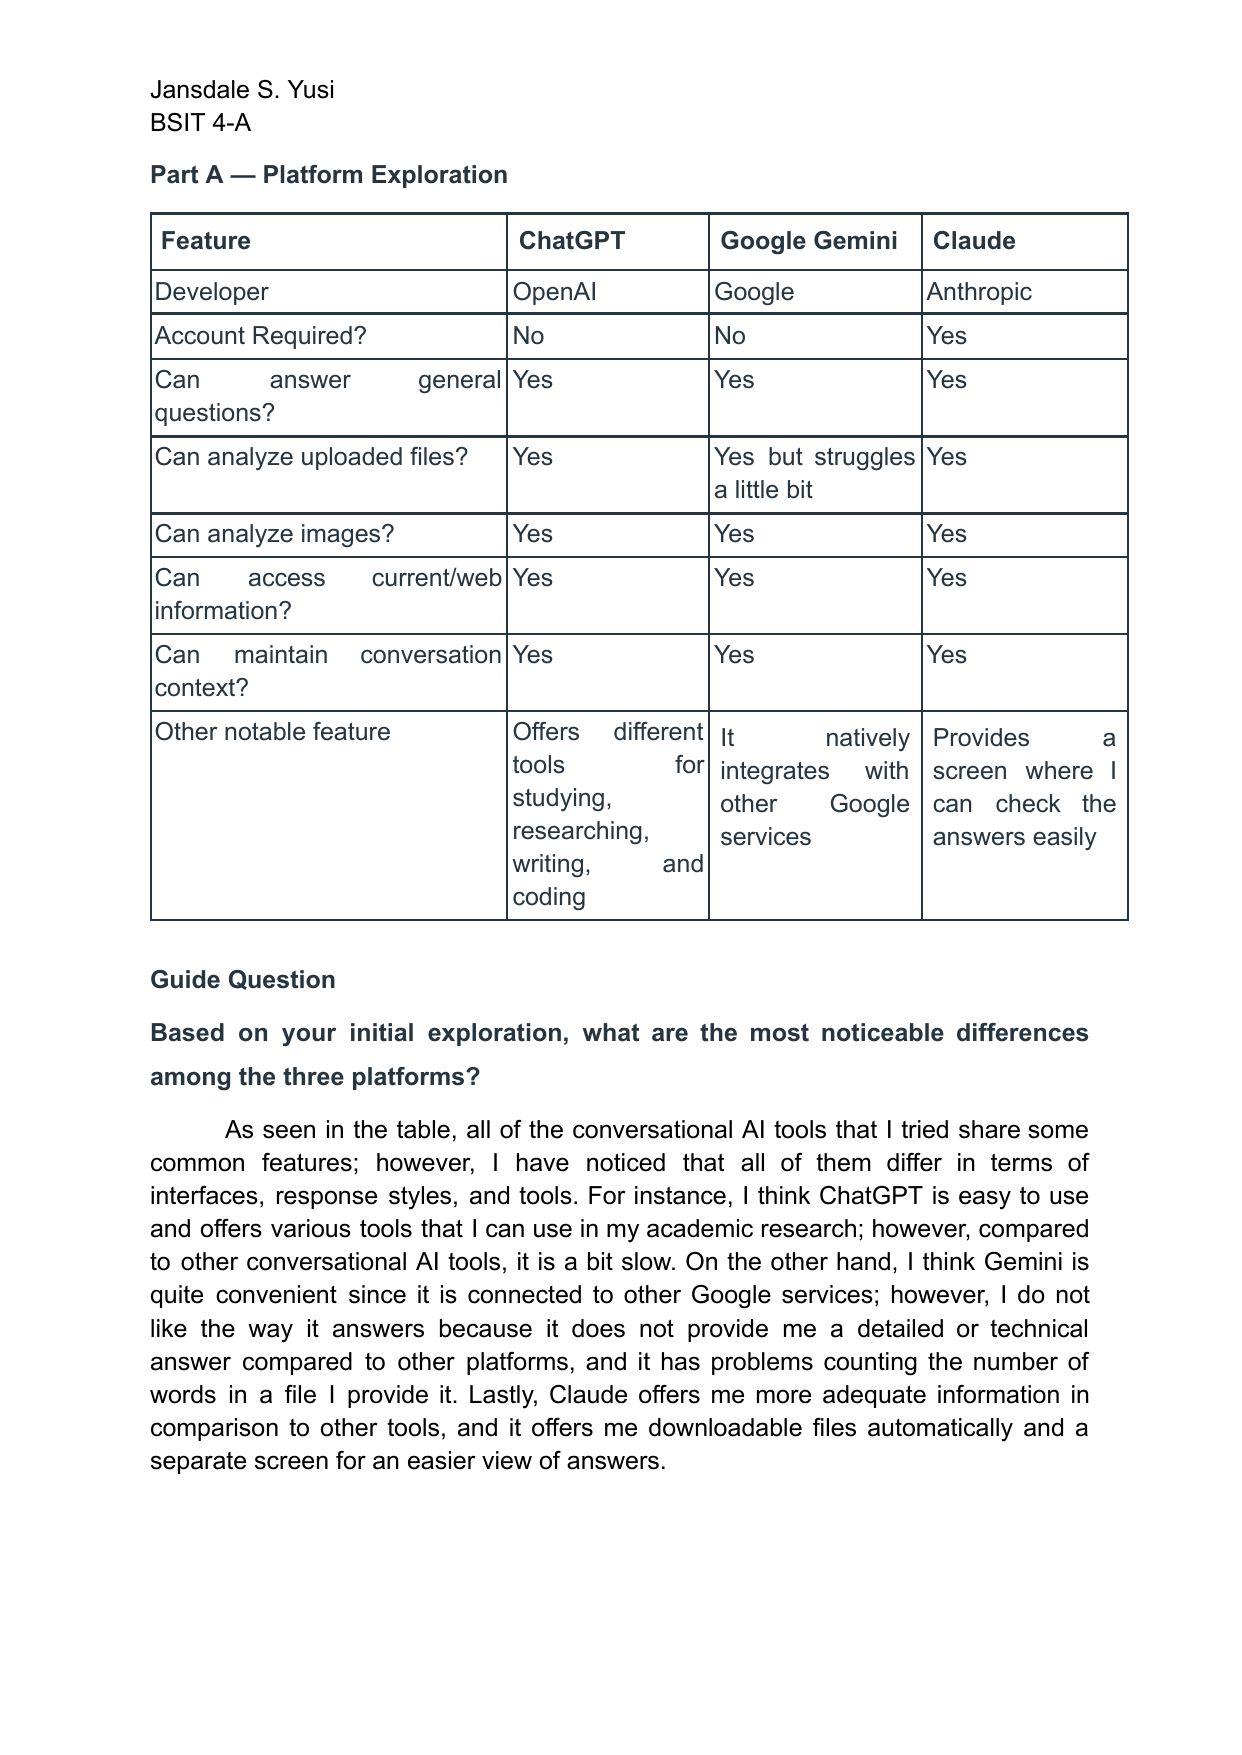 Jansdale S. Yusi
BSIT 4-A
Part A — Platform Exploration
Feature ChatGPT Google Gemini Claude
Developer OpenAI Google Anthropic
Account Required? No No Yes
Can answer general Yes Yes Yes
questions?
Can analyze uploaded files? Yes Yes but struggles Yes
a little bit
Can analyze images? Yes Yes Yes
Can access current/web Yes Yes Yes
information?
Can maintain conversation Yes Yes Yes
context?
Other notable feature
Offers different
tools for
studying,
researching,
writing, and
coding
It natively
integrates with
other Google
services
Provides a
screen where I
can check the
answers easily
Guide Question
Based on your initial exploration, what are the most noticeable differences
among the three platforms?
As seen in the table, all of the conversational AI tools that I tried share some
common features; however, I have noticed that all of them differ in terms of
interfaces, response styles, and tools. For instance, I think ChatGPT is easy to use
and offers various tools that I can use in my academic research; however, compared
to other conversational AI tools, it is a bit slow. On the other hand, I think Gemini is
quite convenient since it is connected to other Google services; however, I do not
like the way it answers because it does not provide me a detailed or technical
answer compared to other platforms, and it has problems counting the number of
words in a file I provide it. Lastly, Claude offers me more adequate information in
comparison to other tools, and it offers me downloadable files automatically and a
separate screen for an easier view of answers.